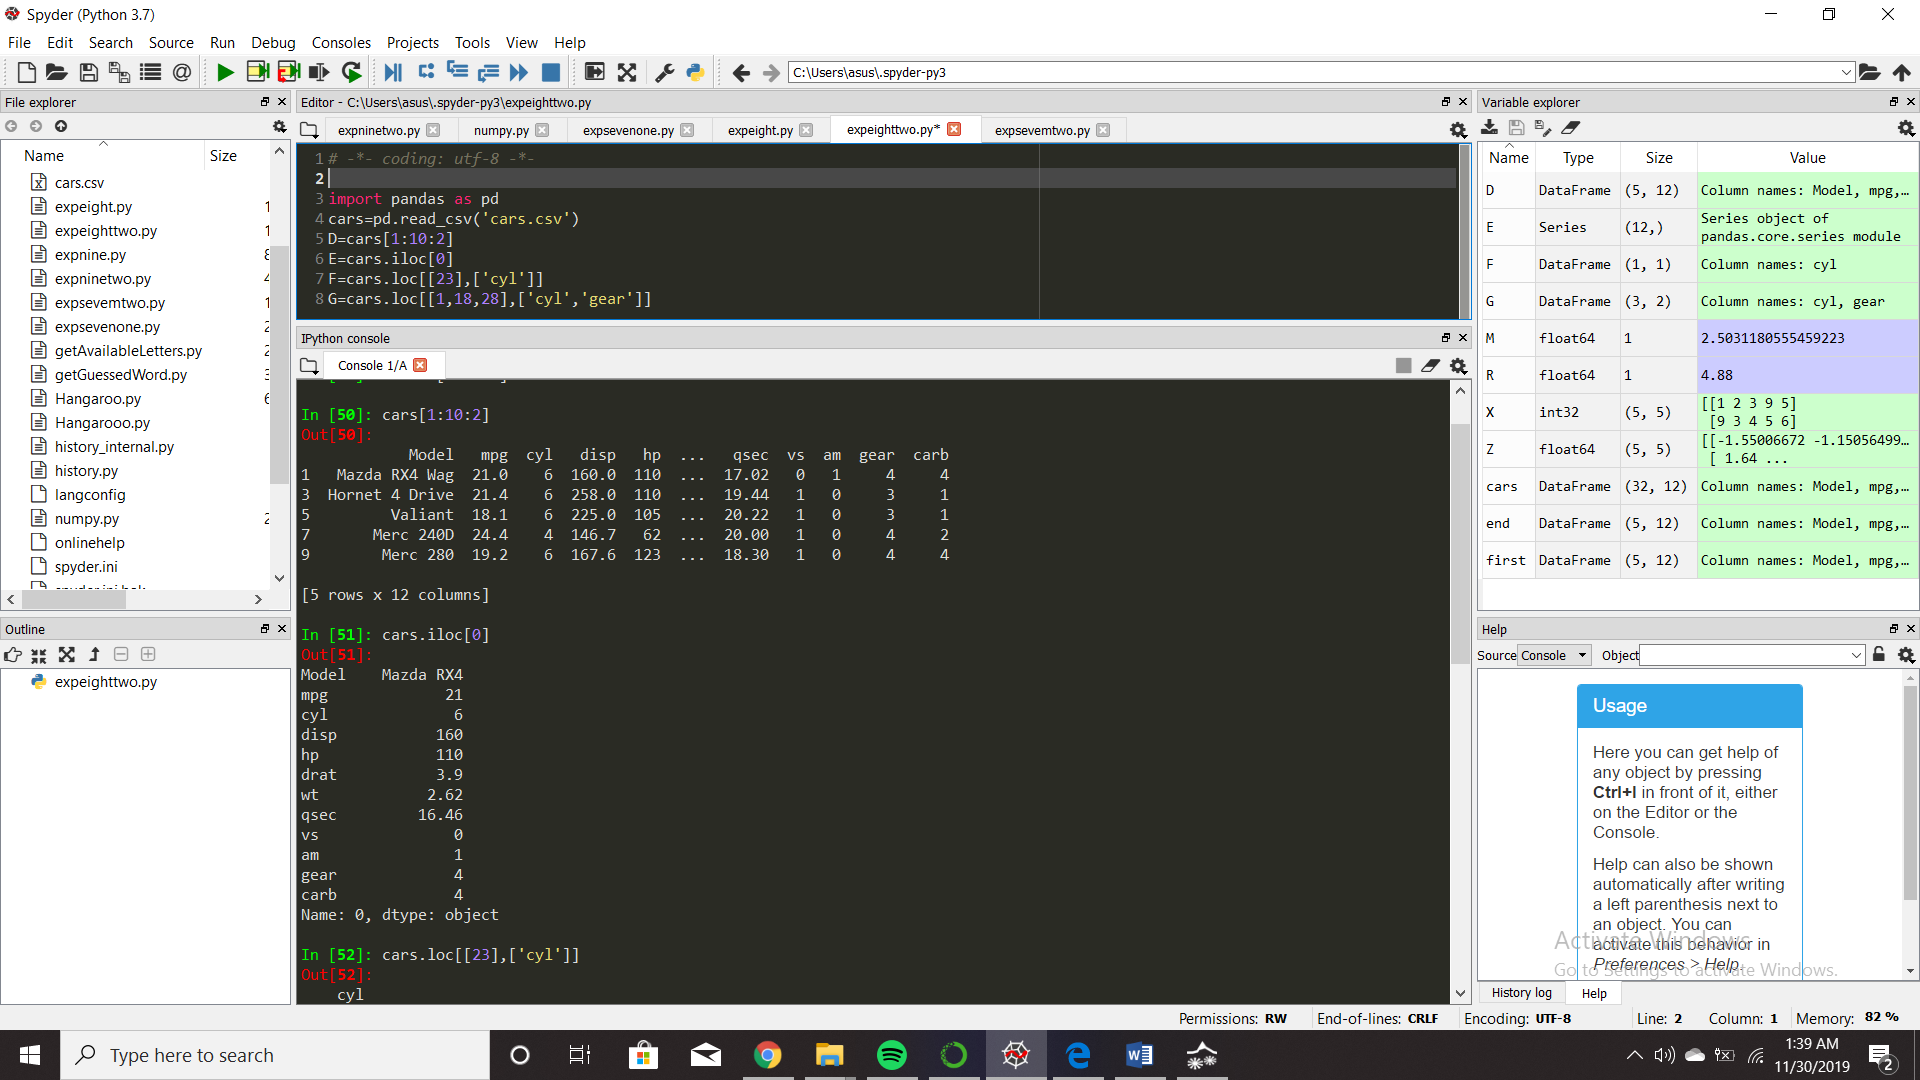 Spyder (Python 3.7)
File Edit Search Source Run Debug Consoles Projects Tools View Help
C:\Users\asus\.spyder-py3
File explorer
Name Size
cars.csv
expeight.py 1
expeighttwo.py 1
expnine.py
expninetwo.py
expsevemtwo.py 1
expsevenone.py 2
getAvailableLetters.py 2
getGuessedWord.py
Hangaroo.py 6
Hangarooo.py
history_internal.py
history.py
langconfig
numpy.py 2
onlinehelp
spyder.ini
Outline
expeighttwo.py
Editor - C:\Users\asus\.spyder-py3\expeighttwo.py
expninetwo.py numpy.py expsevenone.py expeight.py expeighttwo.py* expsevemtwo.py
1 # -*- coding: utf-8 -*-
2
3 import pandas as pd
4 cars=pd.read_csv('cars.csv')
5 D=cars[1:10:2]
6 E=cars.iloc[0]
7 F=cars.loc[[23],['cyl']]
8 G=cars.loc[[1,18,28],['cyl','gear']]
IPython console
Console 1/A
In [50]: cars[1:10:2]
Out[50]:
Model mpg cyl disp hp ... qsec vs am gear carb
1 Mazda RX4 Wag 21.0 6 160.0 110 ... 17.02 0 1 4 4
3 Hornet 4 Drive 21.4 6 258.0 110 ... 19.44 1 0 3 1
5 Valiant 18.1 6 225.0 105 ... 20.22 1 0 3 1
7 Merc 240D 24.4 4 146.7 62 ... 20.00 1 0 4 2
9 Merc 280 19.2 6 167.6 123 ... 18.30 1 0 4 4
[5 rows x 12 columns]
In [51]: cars.iloc[0]
Out[51]:
Model Mazda RX4
mpg 21
cyl 6
disp 160
hp 110
drat 3.9
wt 2.62
qsec 16.46
vs 0
am 1
gear 4
carb 4
Name: 0, dtype: object
In [52]: cars.loc[[23],['cyl']]
Out[52]:
cyl
Variable explorer
Name Type Size Value
D DataFrame (5, 12) Column names: Model, mpg,...
E Series (12,) Series object of
pandas.core.series module
F DataFrame (1, 1) Column names: cyl
G DataFrame (3, 2) Column names: cyl, gear
M float64 1 2.5031180555459223
R float64 1 4.88
X int32 (5, 5) [[1 2 3 9 5]
[9 3 4 5 6]
Z float64 (5, 5) [[-1.55006672 -1.15056499...
[ 1.64 ...
cars DataFrame (32, 12) Column names: Model, mpg,...
end DataFrame (5, 12) Column names: Model, mpg,...
first DataFrame (5, 12) Column names: Model, mpg,...
Help
Source Console Object
Usage
Here you can get help of
any object by pressing
Ctrl+I in front of it, either
on the Editor or the
Console.
Help can also be shown
automatically after writing
a left parenthesis next to
an object. You can
activate this behavior in
Preferences > Help.
Activate Windows
Go to Settings to activate Windows.
History log Help
Permissions: RW End-of-lines: CRLF Encoding: UTF-8 Line: 2 Column: 1 Memory: 82 %
Type here to search
1:39 AM
11/30/2019
2